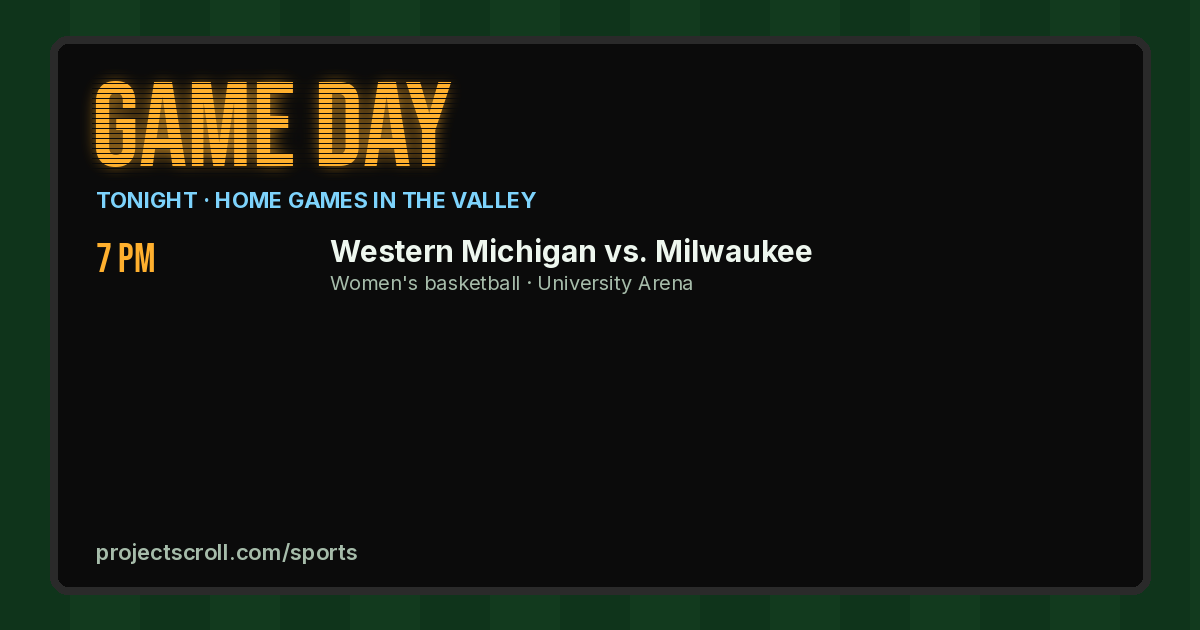 GAME DAY
TONIGHT · HOME GAMES IN THE VALLEY
7 PM
Western Michigan vs. Milwaukee
Women's basketball · University Arena
projectscroll.com/sports